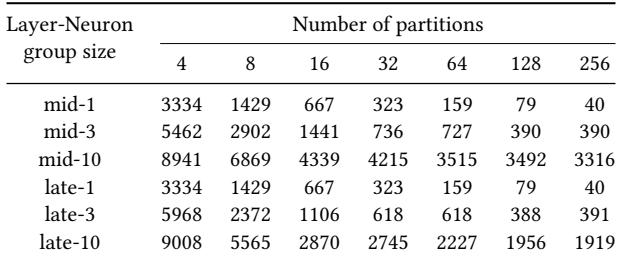 Layer-Neuron group size Number of partitions
4 8 16 32 64 128 256
mid-1 3334 1429 667 323 159 79 40
mid-3 5462 2902 1441 736 727 390 390
mid-10 8941 6869 4339 4215 3515 3492 3316
late-1 3334 1429 667 323 159 79 40
late-3 5968 2372 1106 618 618 388 391
late-10 9008 5565 2870 2745 2227 1956 1919